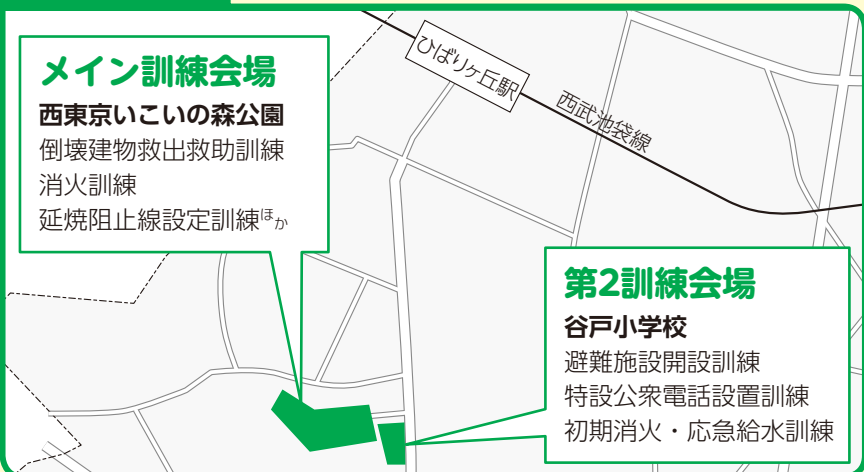 メイン訓練会場
西東京いこいの森公園
倒壊建物救出救助訓練
消火訓練
延焼阻止線設定訓練ほか
ひばりヶ丘駅
西武池袋線
第2訓練会場
谷戸小学校
避難施設開設訓練
特設公衆電話設置訓練
初期消火・応急給水訓練